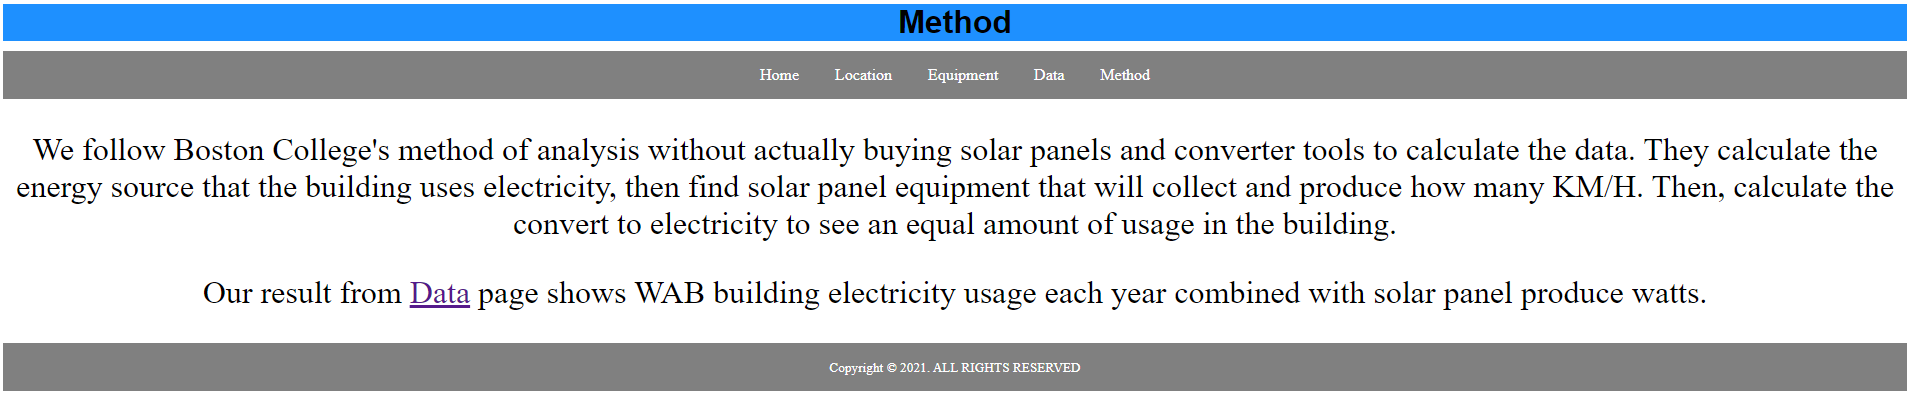 Method
Home Location Equipment Data Method
We follow Boston College's method of analysis without actually buying solar panels and converter tools to calculate the data. They calculate the
energy source that the building uses electricity, then find solar panel equipment that will collect and produce how many KM/H. Then, calculate the
convert to electricity to see an equal amount of usage in the building.
Our result from Data page shows WAB building electricity usage each year combined with solar panel produce watts.
Copyright © 2021. ALL RIGHTS RESERVED